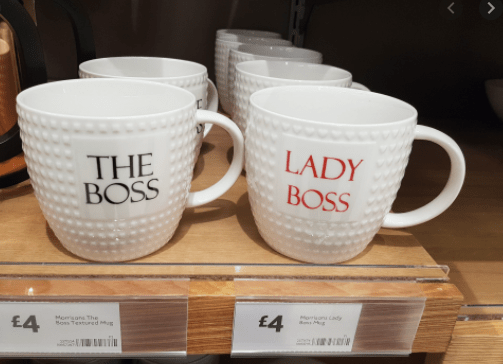 THE
BOSS
LADY
BOSS
£4
Morrisons The
Boss Textured Mug
£4
Morrisons Lady
Boss Mug